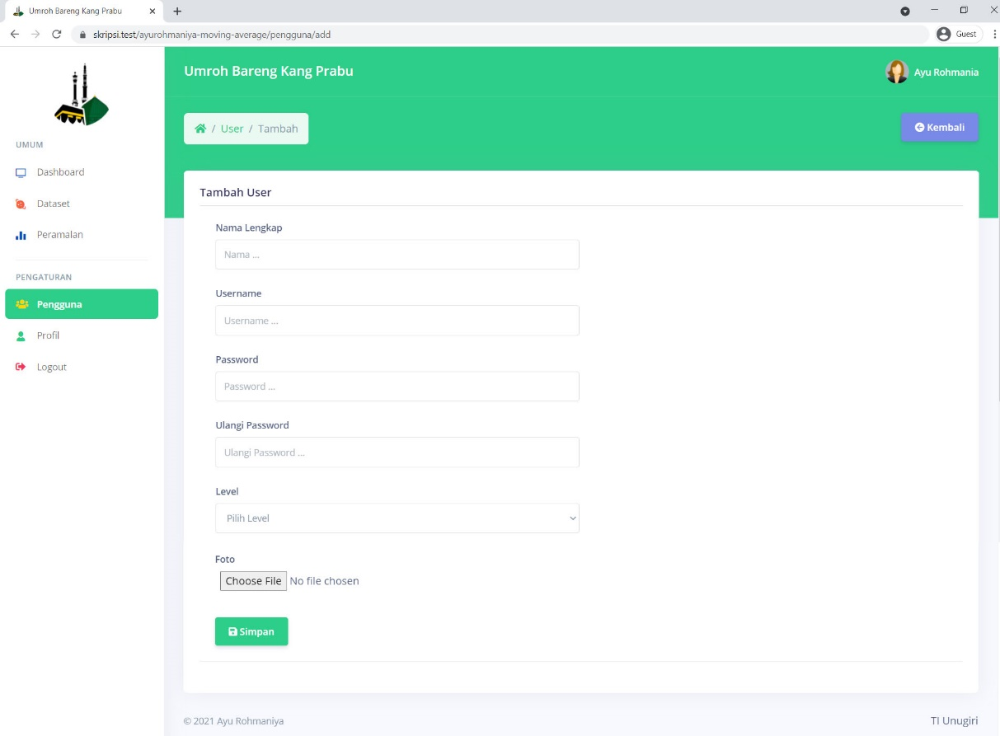 Umroh Bareng Kang Prabu
skripsi.test/ayurohmaniya-moving-average/pengguna/add
Guest
Umroh Bareng Kang Prabu
Ayu Rohmania
/ User / Tambah
Kembali
UMUM
Dashboard
Dataset
Peramalan
PENGATURAN
Pengguna
Profil
Logout
Tambah User
Nama Lengkap
Nama ...
Username
Username ...
Password
Password ...
Ulangi Password
Ulangi Password ...
Level
Pilih Level
Foto
Choose File No file chosen
Simpan
© 2021 Ayu Rohmaniya
TI Unugiri